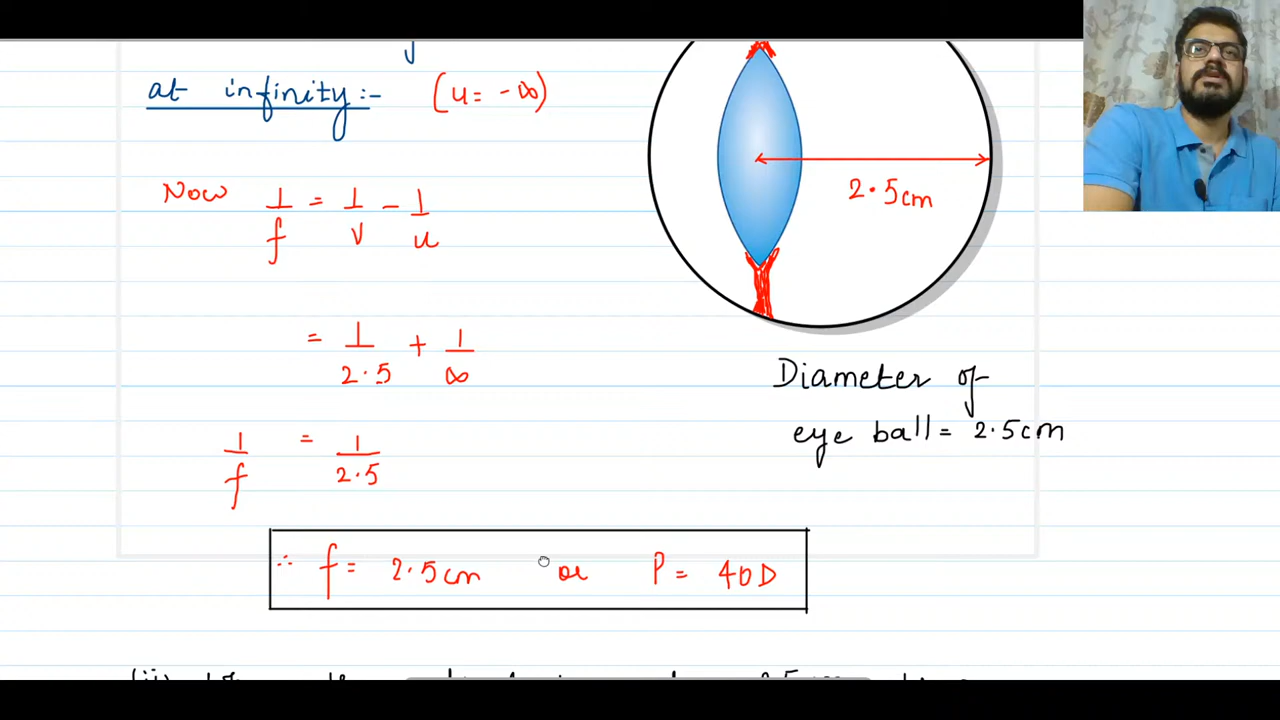 at infinity :- (u = -∞)
Now 1/f = 1/v - 1/u
2.5cm
= 1/2.5 + 1/∞
Diameter of
eye ball = 2.5cm
1/f = 1/2.5
∴ f = 2.5cm or P = 40D